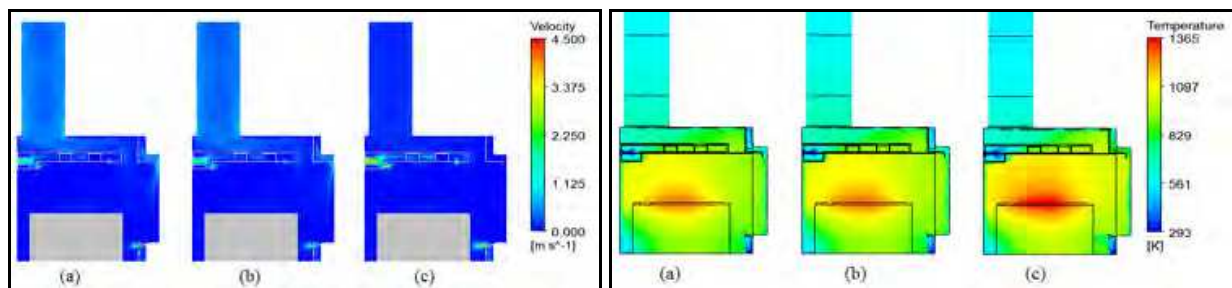 Velocity
4.500
3.375
2.250
1.125
0.000
[m s^-1]
(a) (b) (c)
Temperature
1365
1097
829
561
293
[K]
(a) (b) (c)